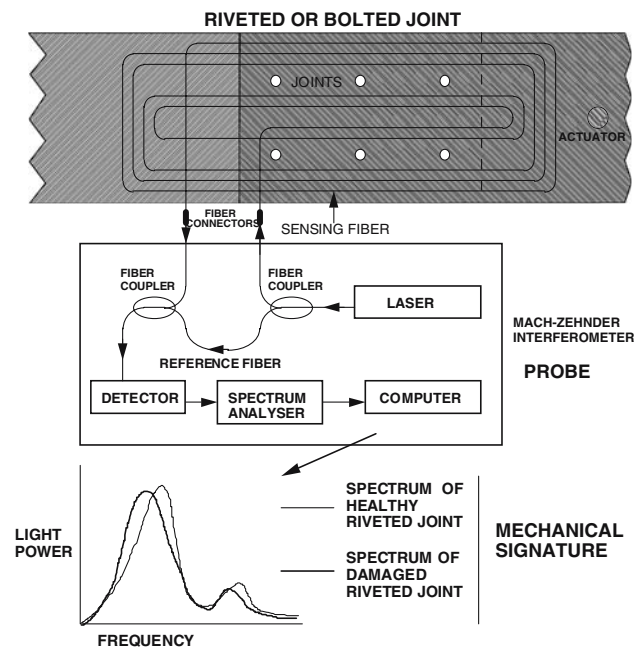 RIVETED OR BOLTED JOINT
JOINTS
ACTUATOR
FIBER
CONNECTORS
SENSING FIBER
FIBER
COUPLER
FIBER
COUPLER
LASER
MACH-ZEHNDER
INTERFEROMETER
PROBE
REFERENCE FIBER
DETECTOR
SPECTRUM
ANALYSER
COMPUTER
LIGHT
POWER
SPECTRUM OF
HEALTHY
RIVETED JOINT
SPECTRUM OF
DAMAGED
RIVETED JOINT
MECHANICAL
SIGNATURE
FREQUENCY